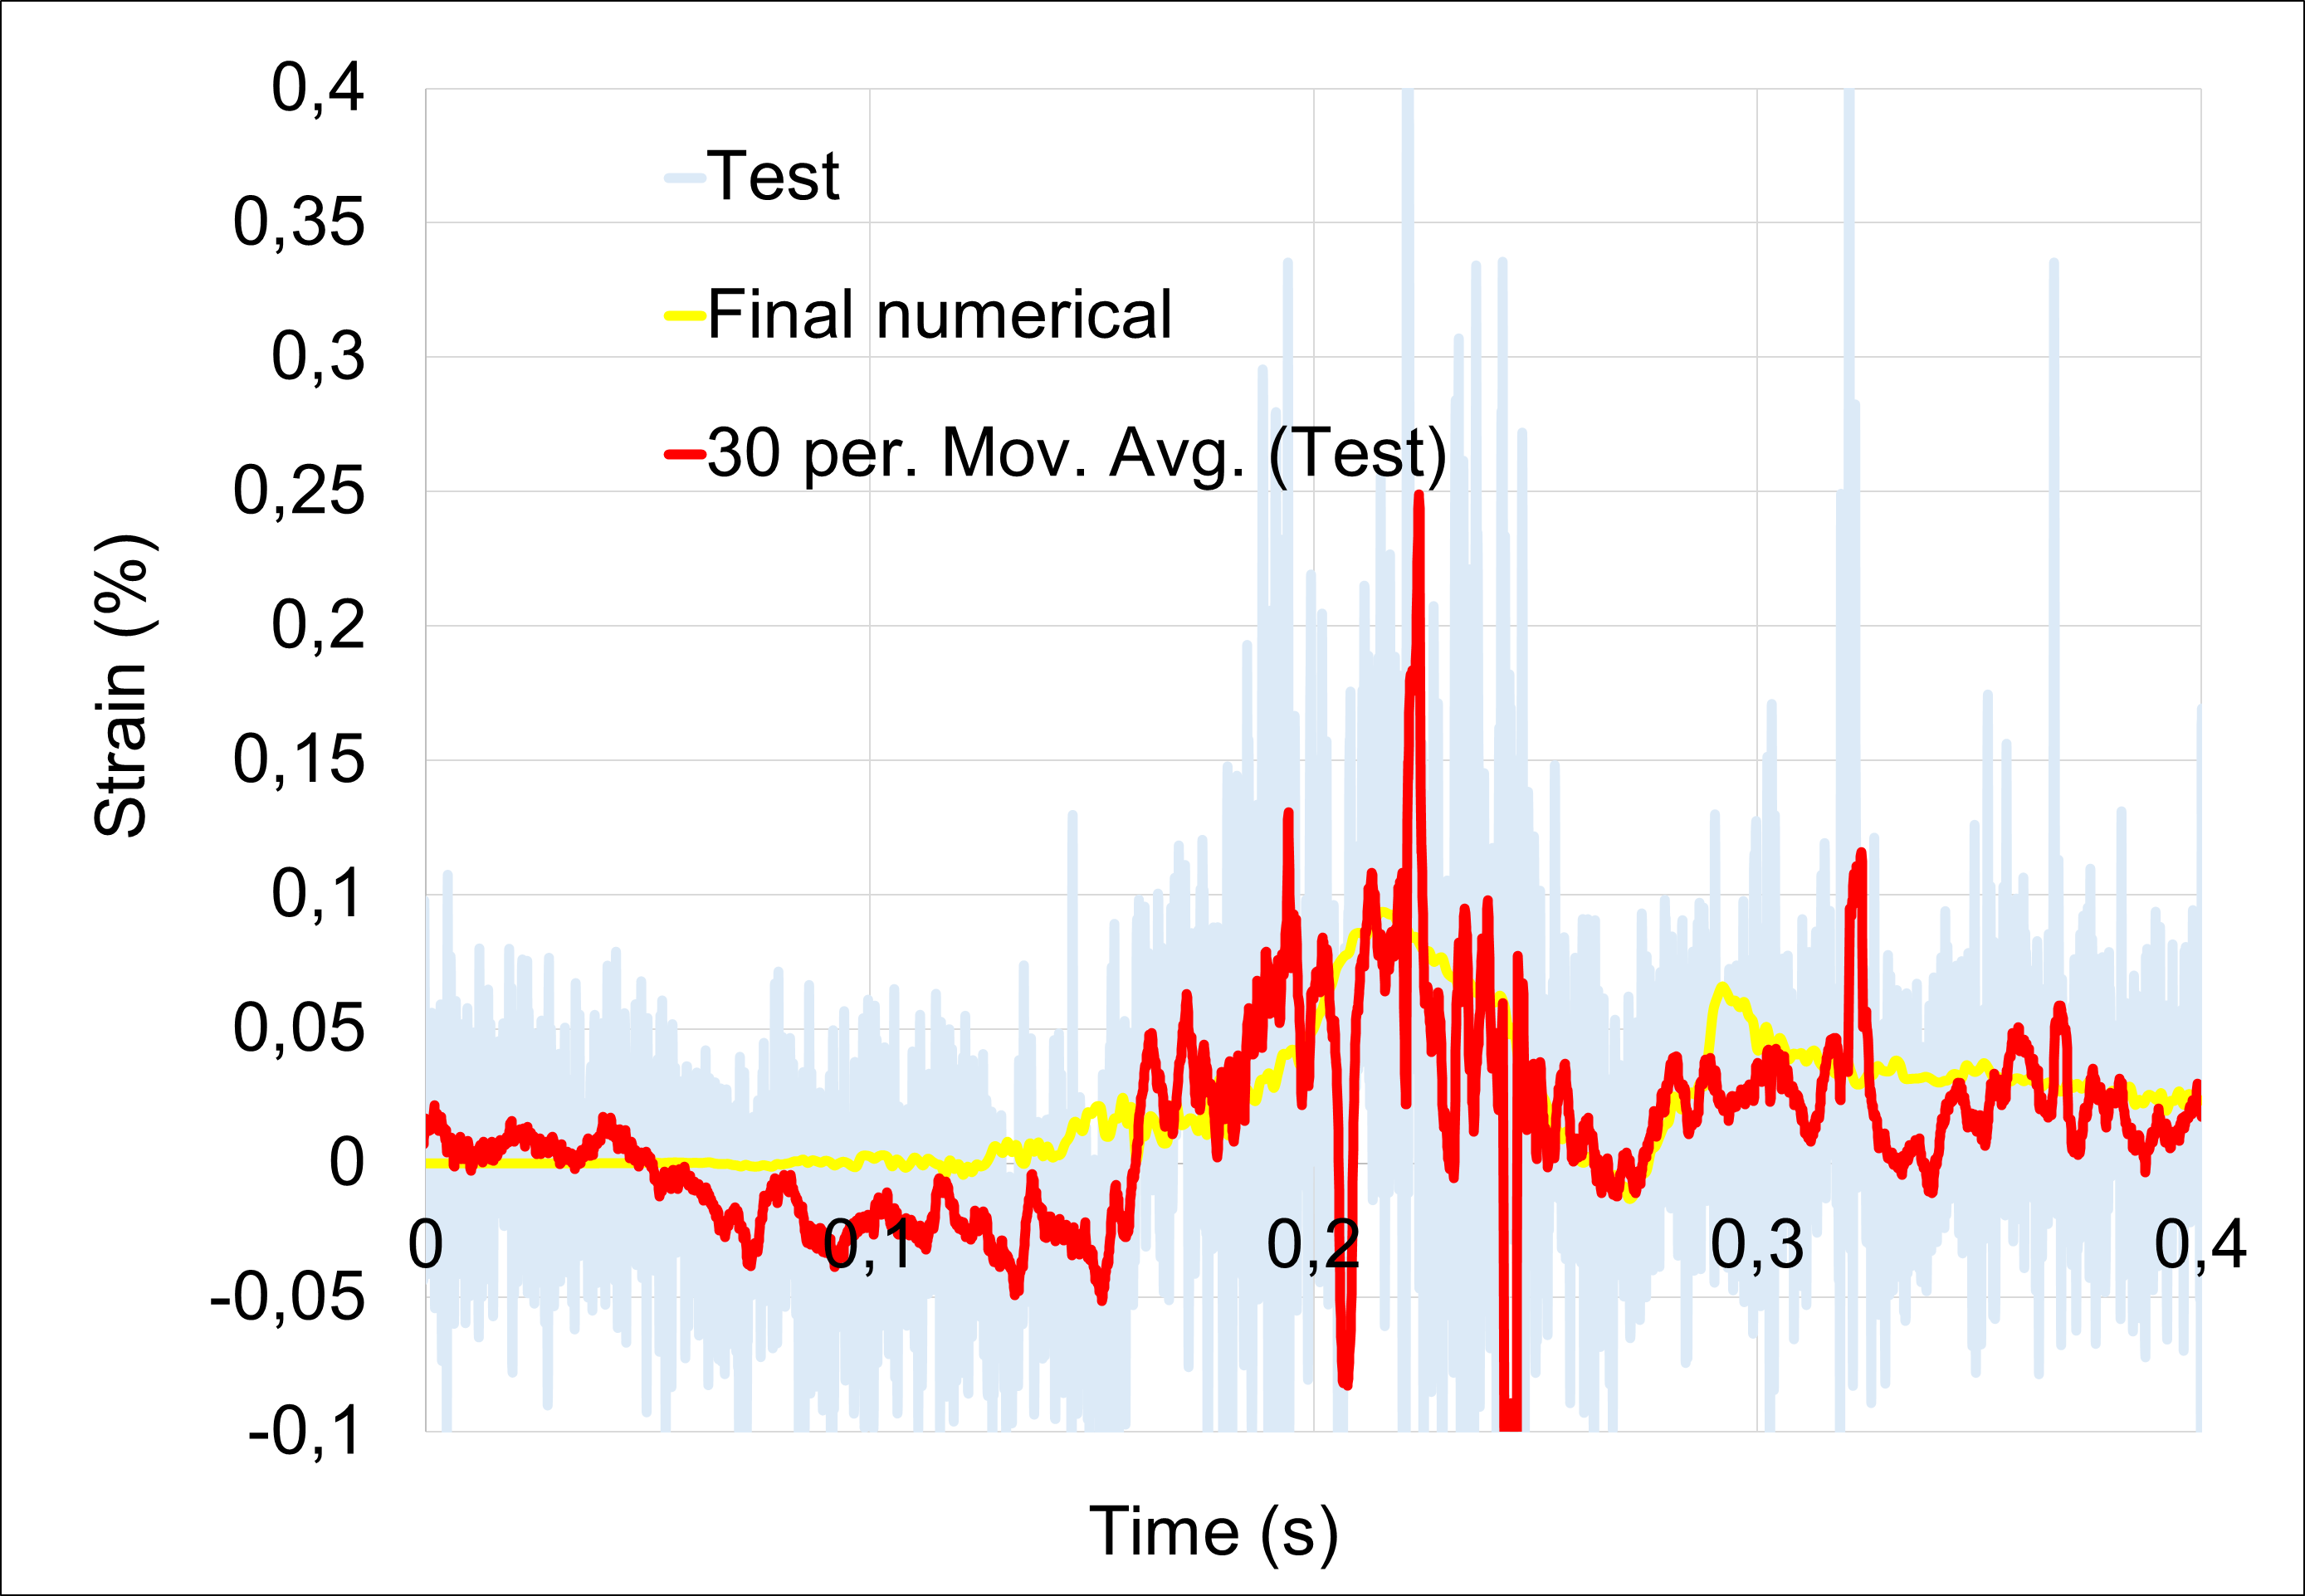 0,4
Test
0,35
Final numerical
0,3
30 per. Mov. Avg. (Test)
0,25
0,2
0,15
0,1
0,05
0
-0,05
-0,1
Strain (‰)
0 0,1 0,2 0,3 0,4
Time (s)